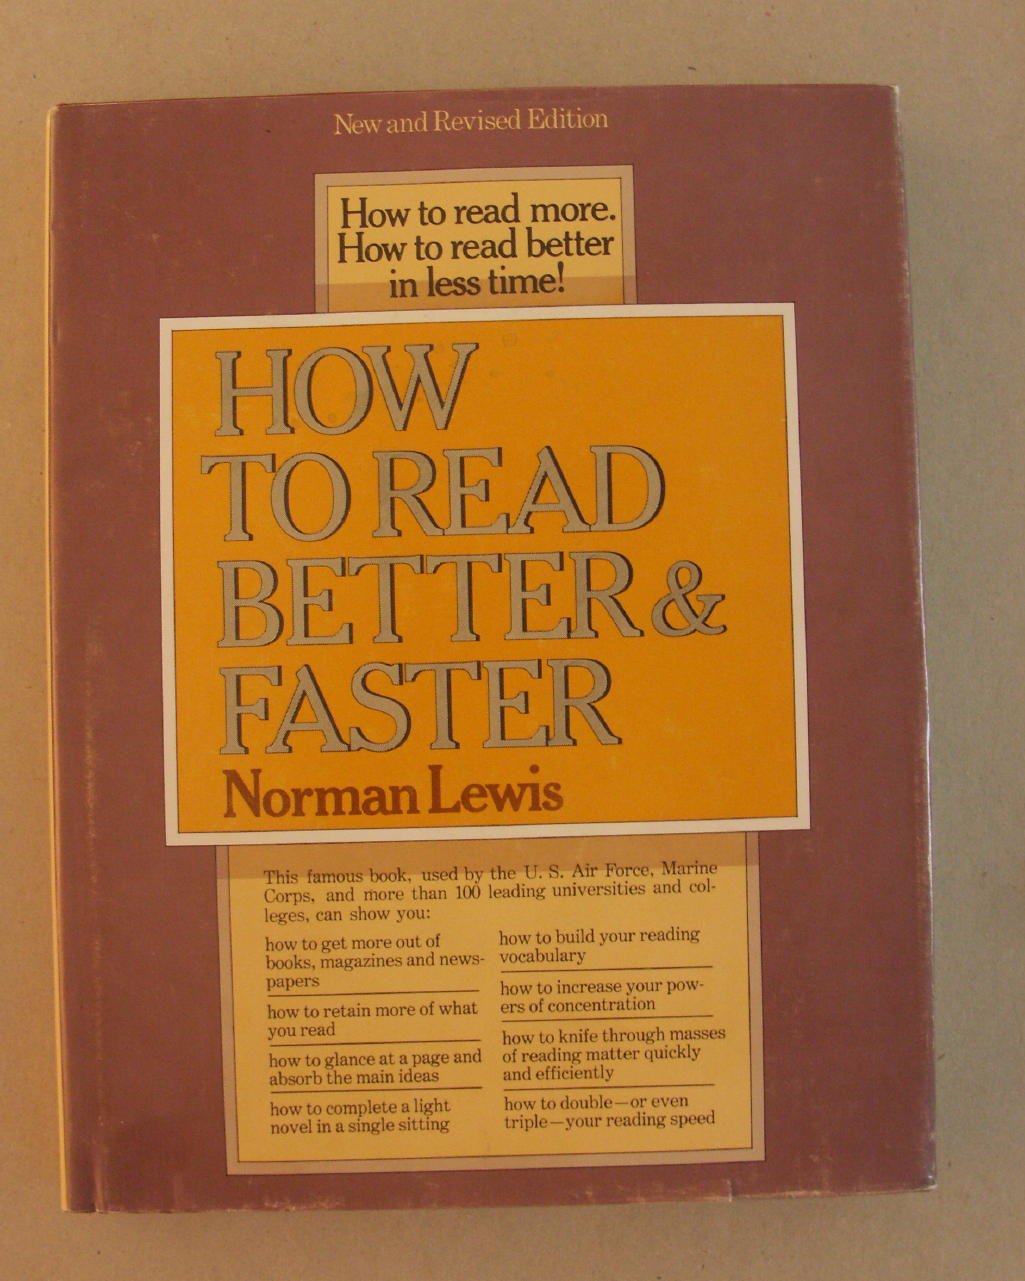 New and Revised Edition
How to read more.
How to read better
in less time!
HOW
TO READ
BETTER &
FASTER
Norman Lewis
This famous book, used by the U. S. Air Force, Marine
Corps, and more than 100 leading universities and col-
leges, can show you:
how to get more out of
books, magazines and news-
papers
how to retain more of what
you read
how to glance at a page and
absorb the main ideas
how to complete a light
novel in a single sitting
how to build your reading
vocabulary
how to increase your pow-
ers of concentration
how to knife through masses
of reading matter quickly
and efficiently
how to double—or even
triple—your reading speed